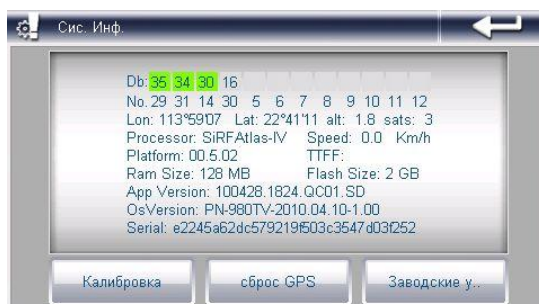 Сис. Инф.
Db: 35 34 30 16
No. 29 31 14 30 5 6 7 8 9 10 11 12
Lon: 113°59'07 Lat: 22°41'11 alt: 1.8 sats: 3
Processor: SiRFAtlas-IV Speed: 0.0 Km/h
Platform: 00.5.02 TTFF:
Ram Size: 128 MB Flash Size: 2 GB
App Version: 100428.1824.QC01.SD
OsVersion: PN-980TV-2010.04.10-1.00
Serial: e2245a62dc579219f503c3547d03f252
Калибровка сброс GPS Заводские у..